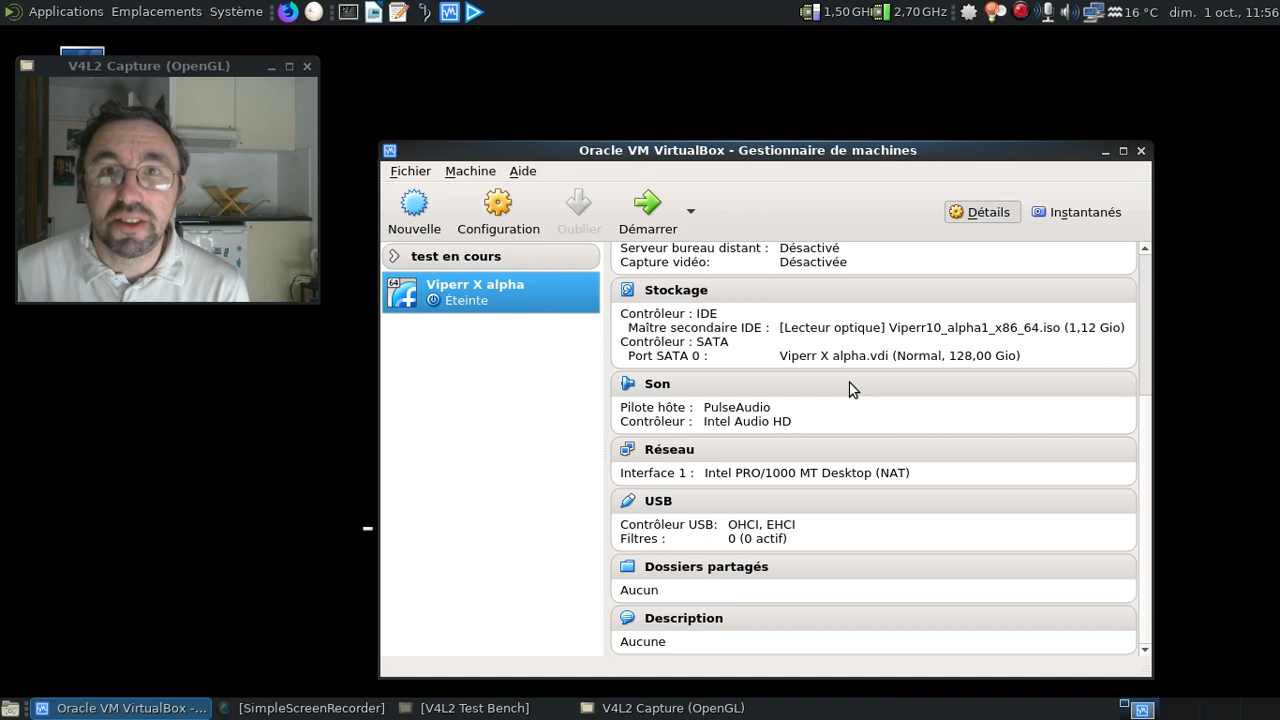 Applications Emplacements Système
1,50 GHz 2,70 GHz 16 °C dim. 1 oct., 11:56
V4L2 Capture (OpenGL)
Oracle VM VirtualBox - Gestionnaire de machines
Fichier Machine Aide
Nouvelle Configuration Oublier Démarrer Détails Instantanés
test en cours
64
Viperr X alpha
Éteinte
Serveur bureau distant : Désactivé
Capture vidéo: Désactivée
Stockage
Contrôleur : IDE
Maître secondaire IDE : [Lecteur optique] Viperr10_alpha1_x86_64.iso (1,12 Gio)
Contrôleur : SATA
Port SATA 0 : Viperr X alpha.vdi (Normal, 128,00 Gio)
Son
Pilote hôte : PulseAudio
Contrôleur : Intel Audio HD
Réseau
Interface 1 : Intel PRO/1000 MT Desktop (NAT)
USB
Contrôleur USB: OHCI, EHCI
Filtres : 0 (0 actif)
Dossiers partagés
Aucun
Description
Aucune
Oracle VM VirtualBox -... [SimpleScreenRecorder] [V4L2 Test Bench] V4L2 Capture (OpenGL)